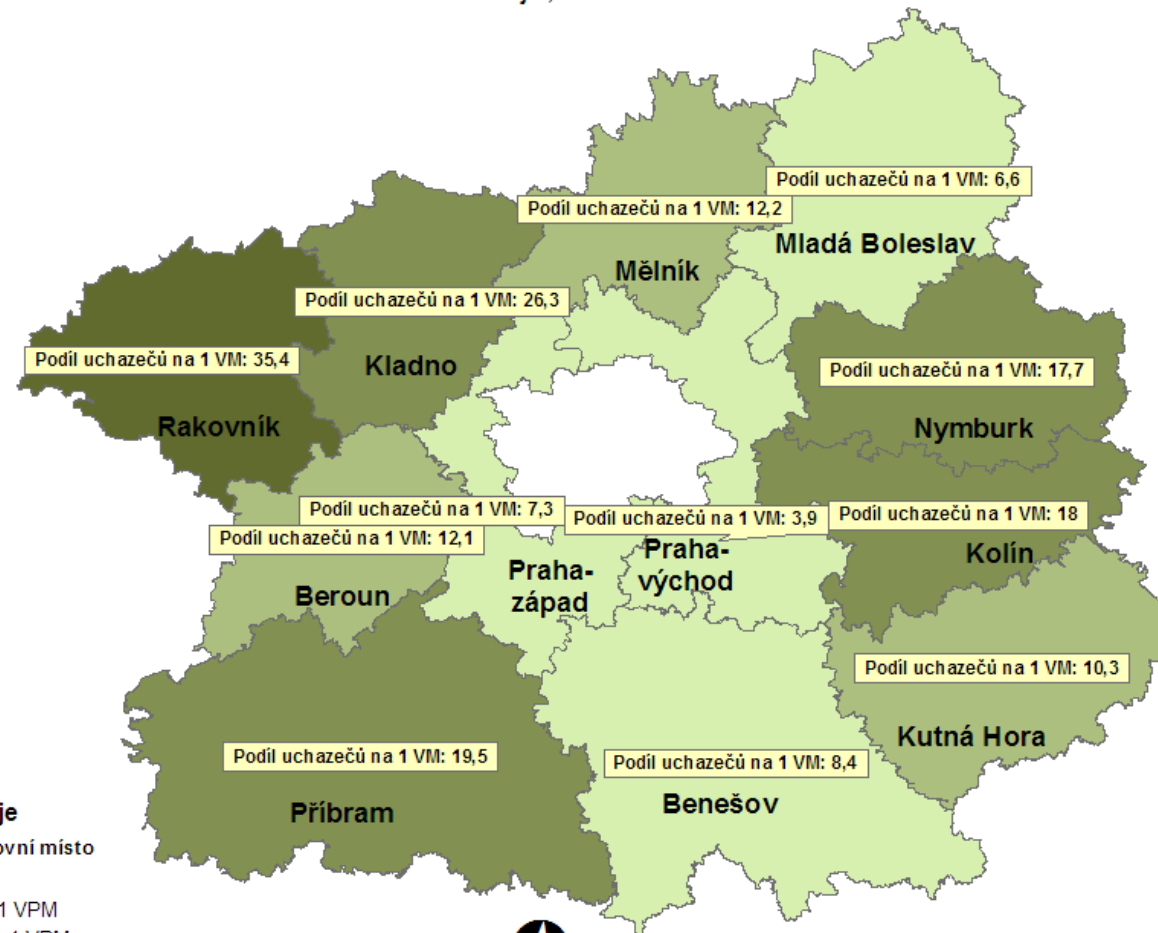 Podíl uchazečů na 1 VM: 6,6
Podíl uchazečů na 1 VM: 12,2
Mladá Boleslav
Mělník
Podíl uchazečů na 1 VM: 26,3
Podíl uchazečů na 1 VM: 35,4
Kladno
Podíl uchazečů na 1 VM: 17,7
Rakovník
Nymburk
Podíl uchazečů na 1 VM: 7,3
Podíl uchazečů na 1 VM: 3,9
Podíl uchazečů na 1 VM: 18
Podíl uchazečů na 1 VM: 12,1
Praha-
východ
Kolín
Praha-
západ
Beroun
Podíl uchazečů na 1 VM: 10,3
Kutná Hora
Podíl uchazečů na 1 VM: 19,5
Podíl uchazečů na 1 VM: 8,4
Benešov
Příbram
je
ovní místo
1 VPM